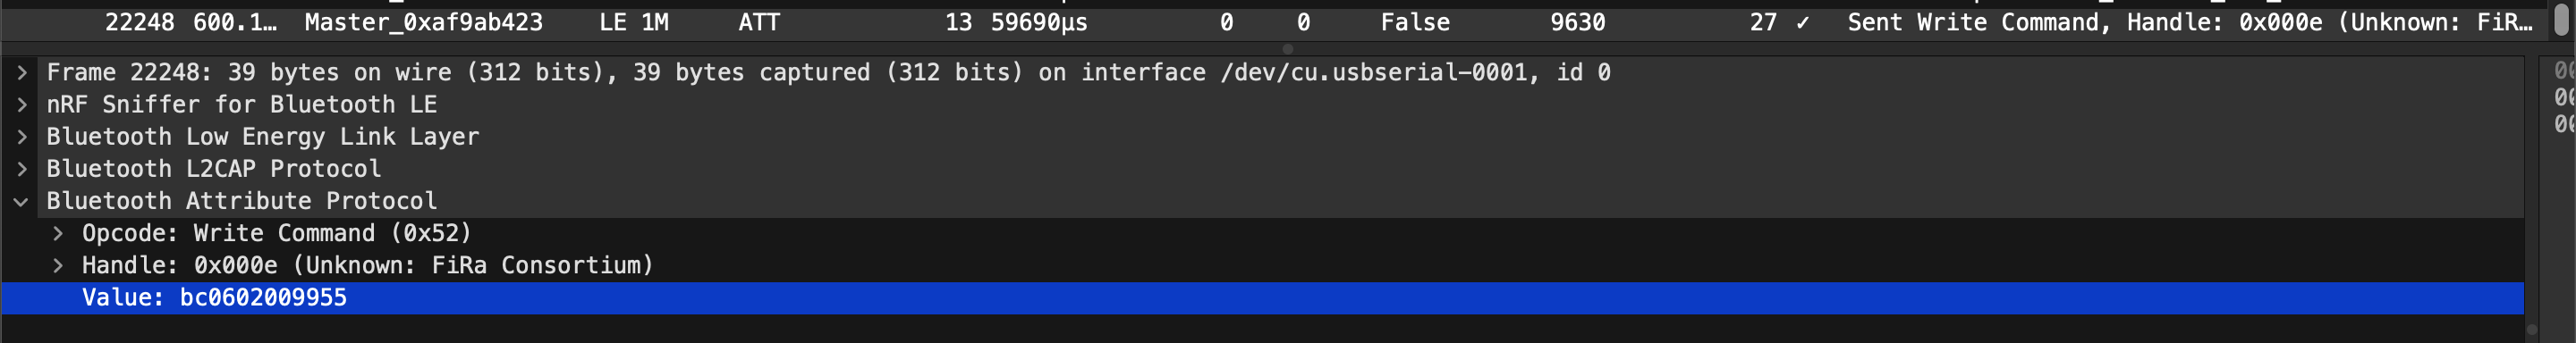 22248 600.1… Master_0xaf9ab423 LE 1M ATT 13 59690µs 0 0 False 9630 27 ✓ Sent Write Command, Handle: 0x000e (Unknown: FiR…
Frame 22248: 39 bytes on wire (312 bits), 39 bytes captured (312 bits) on interface /dev/cu.usbserial-0001, id 0
nRF Sniffer for Bluetooth LE
Bluetooth Low Energy Link Layer
Bluetooth L2CAP Protocol
Bluetooth Attribute Protocol
Opcode: Write Command (0x52)
Handle: 0x000e (Unknown: FiRa Consortium)
Value: bc0602009955